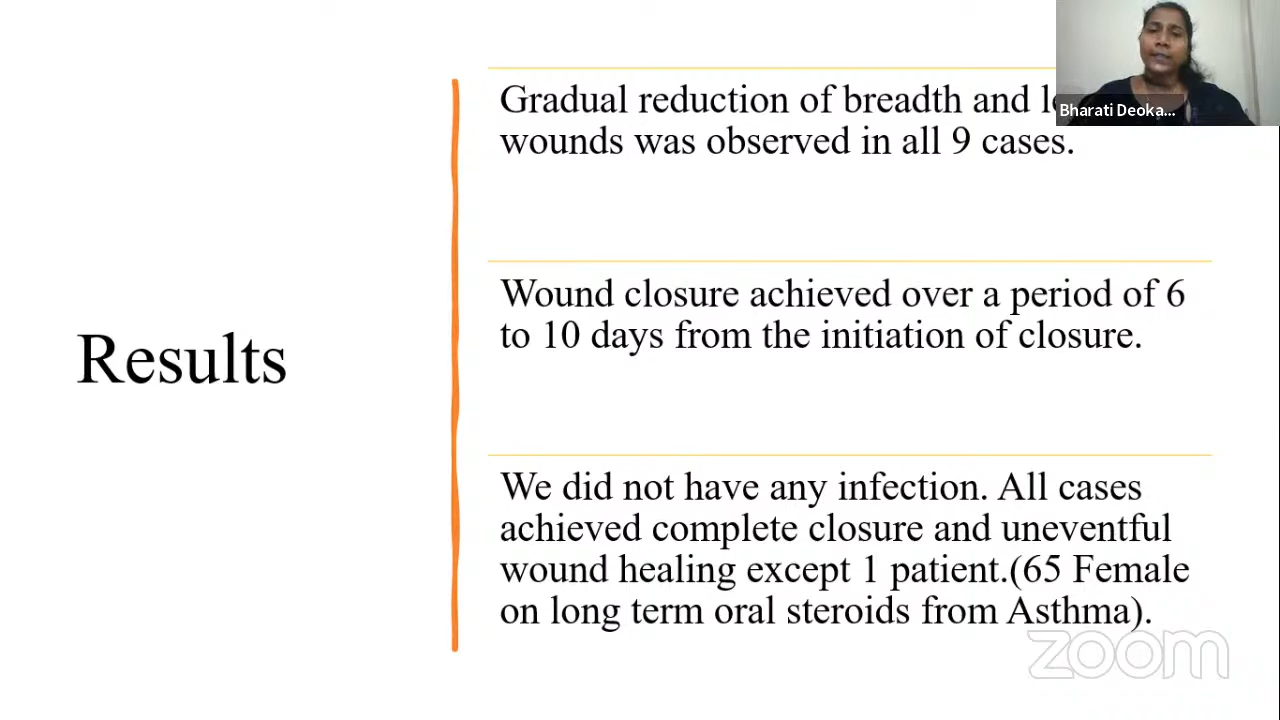 Gradual reduction of breadth and
wounds was observed in all 9 cases.
Bharati Deoka...
Wound closure achieved over a period of 6
to 10 days from the initiation of closure.
Results
We did not have any infection. All cases
achieved complete closure and uneventful
wound healing except 1 patient.(65 Female
on long term oral steroids from Asthma).
zoom